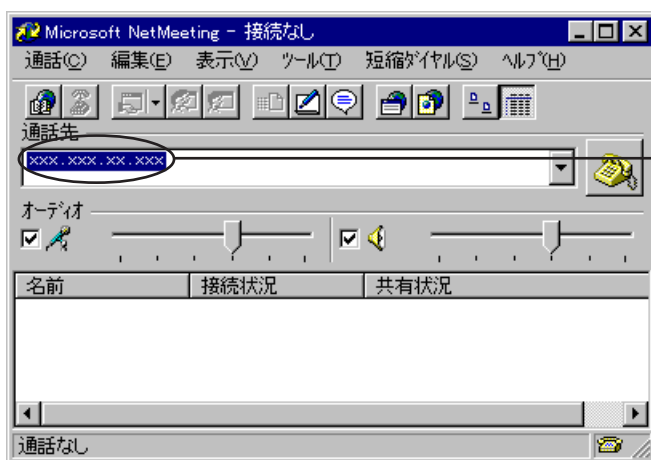 Microsoft NetMeeting - 接続なし
通話(C) 編集(E) 表示(V) ツール(T) 短縮ダイヤル(S) ヘルプ(H)
通話先
xxx.xxx.xx.xxx
オーディオ
名前 接続状況 共有状況
通話なし